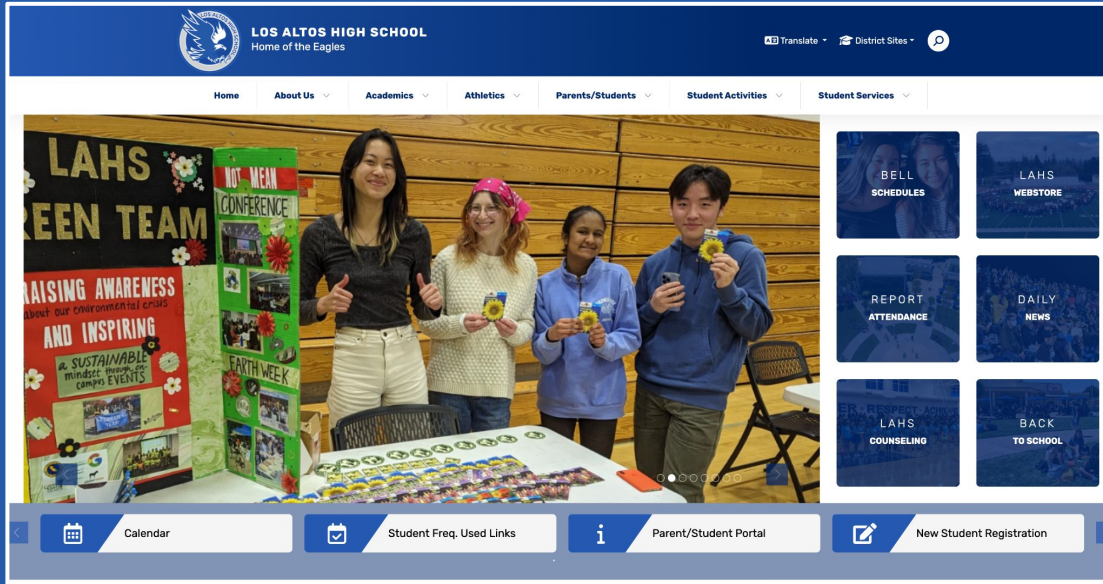 LOS ALTOS HIGH SCHOOL
Home of the Eagles
Translate
District Sites
Home
About Us
Academics
Athletics
Parents/Students
Student Activities
Student Services
LAHS
REEN TEAM
RAISING AWARENESS
about our environmental crisis
AND INSPIRING
a SUSTAINABLE
mindset through on-
campus EVENTS
NOT MEAN
CONFERENCE
EARTH WEEK
BELL
SCHEDULES
LAHS
WEBSTORE
REPORT
ATTENDANCE
DAILY
NEWS
LAHS
COUNSELING
BACK
TO SCHOOL
Calendar
Student Freq. Used Links
Parent/Student Portal
New Student Registration